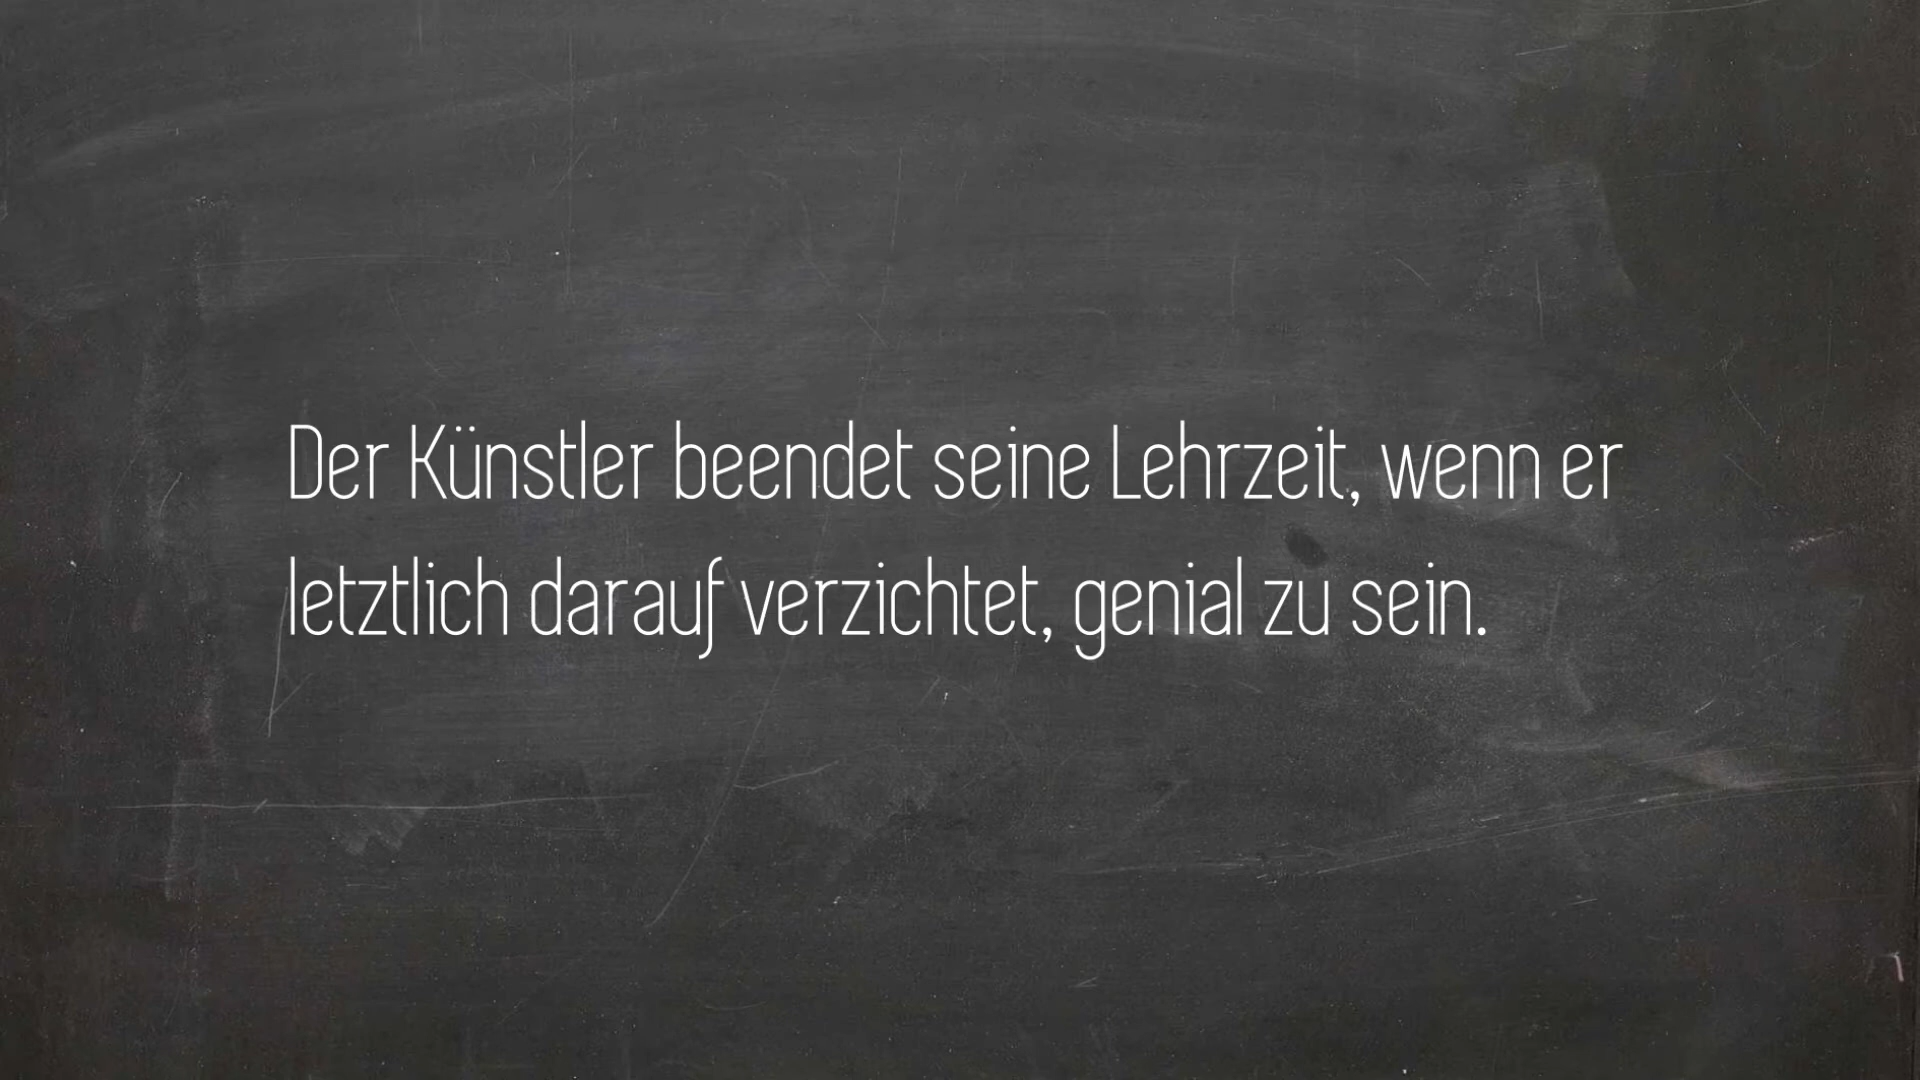 Der Künstler beendet seine Lehrzeit, wenn er
letztlich darauf verzichtet, genial zu sein.